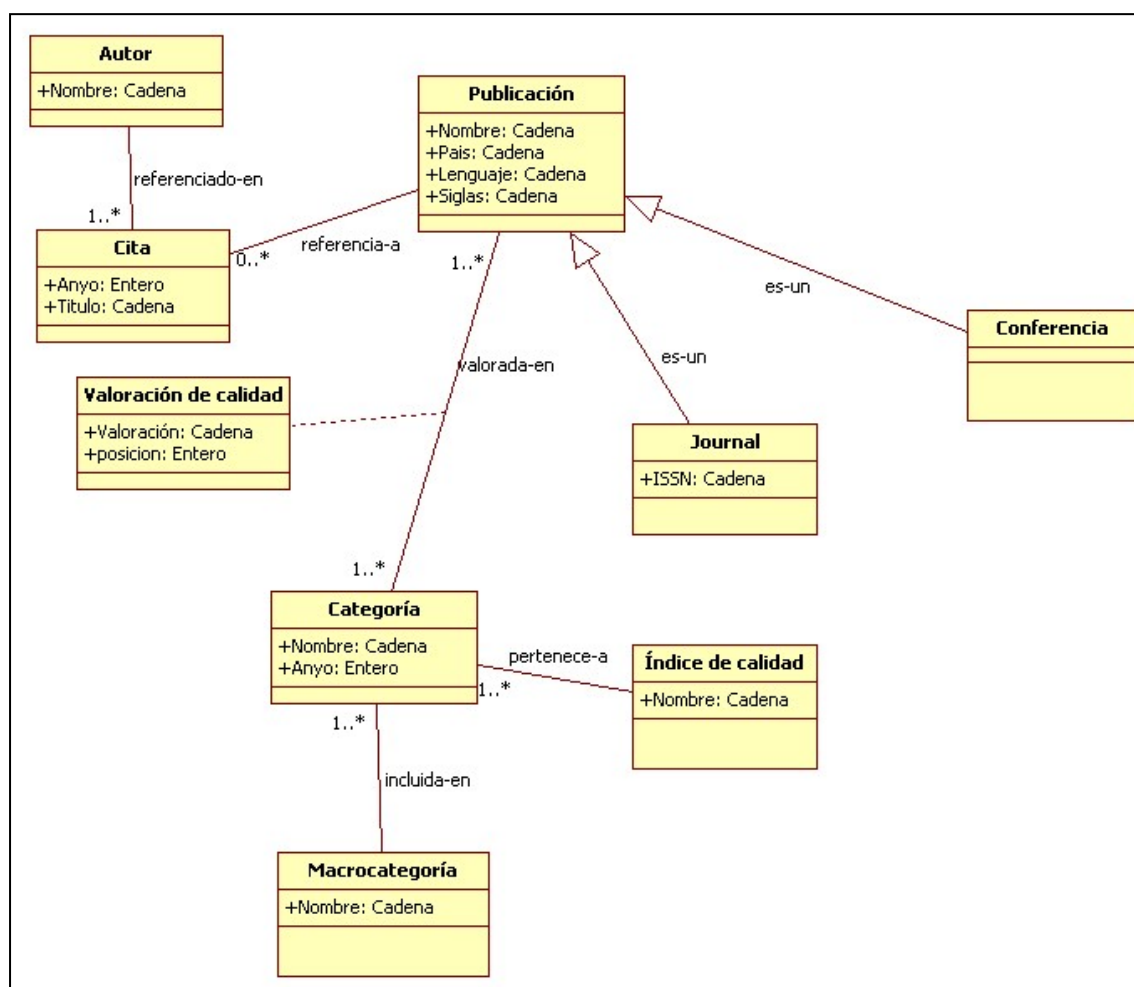 Autor
+Nombre: Cadena
referenciado-en
1..*
Cita
+Anyo: Entero
+Titulo: Cadena
0..*
referencia-a
Publicación
+Nombre: Cadena
+Pais: Cadena
+Lenguaje: Cadena
+Siglas: Cadena
1..*
es-un
Conferencia
es-un
Journal
+ISSN: Cadena
valorada-en
Valoración de calidad
+Valoración: Cadena
+posicion: Entero
1..*
Categoría
+Nombre: Cadena
+Anyo: Entero
pertenece-a
1..*
Índice de calidad
+Nombre: Cadena
1..*
incluida-en
Macrocategoría
+Nombre: Cadena